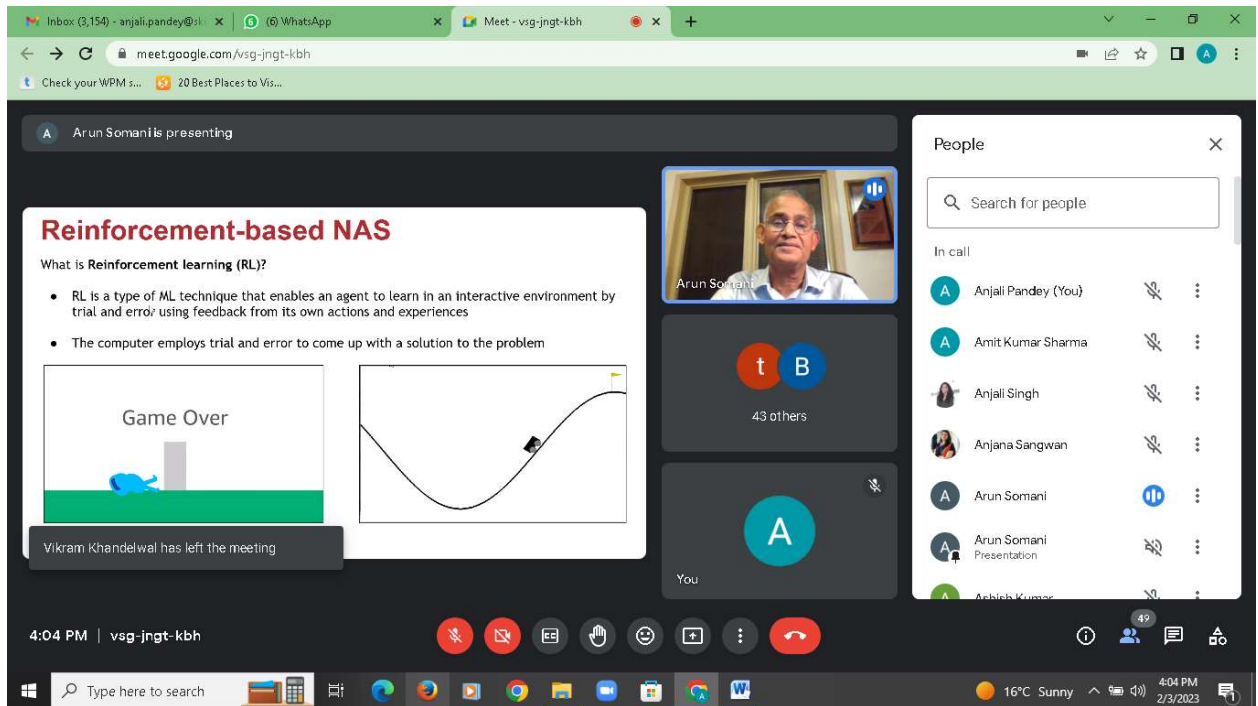 Inbox (3,154) - anjali.pandey@sk
(6) WhatsApp
Meet - vsg-jngt-kbh
meet.google.com/vsg-jngt-kbh
A
Check your WPM s...
20 Best Places to Vis...
A Arun Somani is presenting
Reinforcement-based NAS
What is Reinforcement learning (RL)?
• RL is a type of ML technique that enables an agent to learn in an interactive environment by
trial and error using feedback from its own actions and experiences
• The computer employs trial and error to come up with a solution to the problem
Game Over
Vikram Khandelwal has left the meeting
Arun Somani
t B
43 others
A
You
People
Search for people
In call
A Anjali Pandey (You)
A Amit Kumar Sharma
Anjali Singh
Anjana Sangwan
A Arun Somani
A Arun Somani
Presentation
A Ashish Kumar
4:04 PM | vsg-jngt-kbh
49
Type here to search
16°C Sunny
4:04 PM
2/3/2023